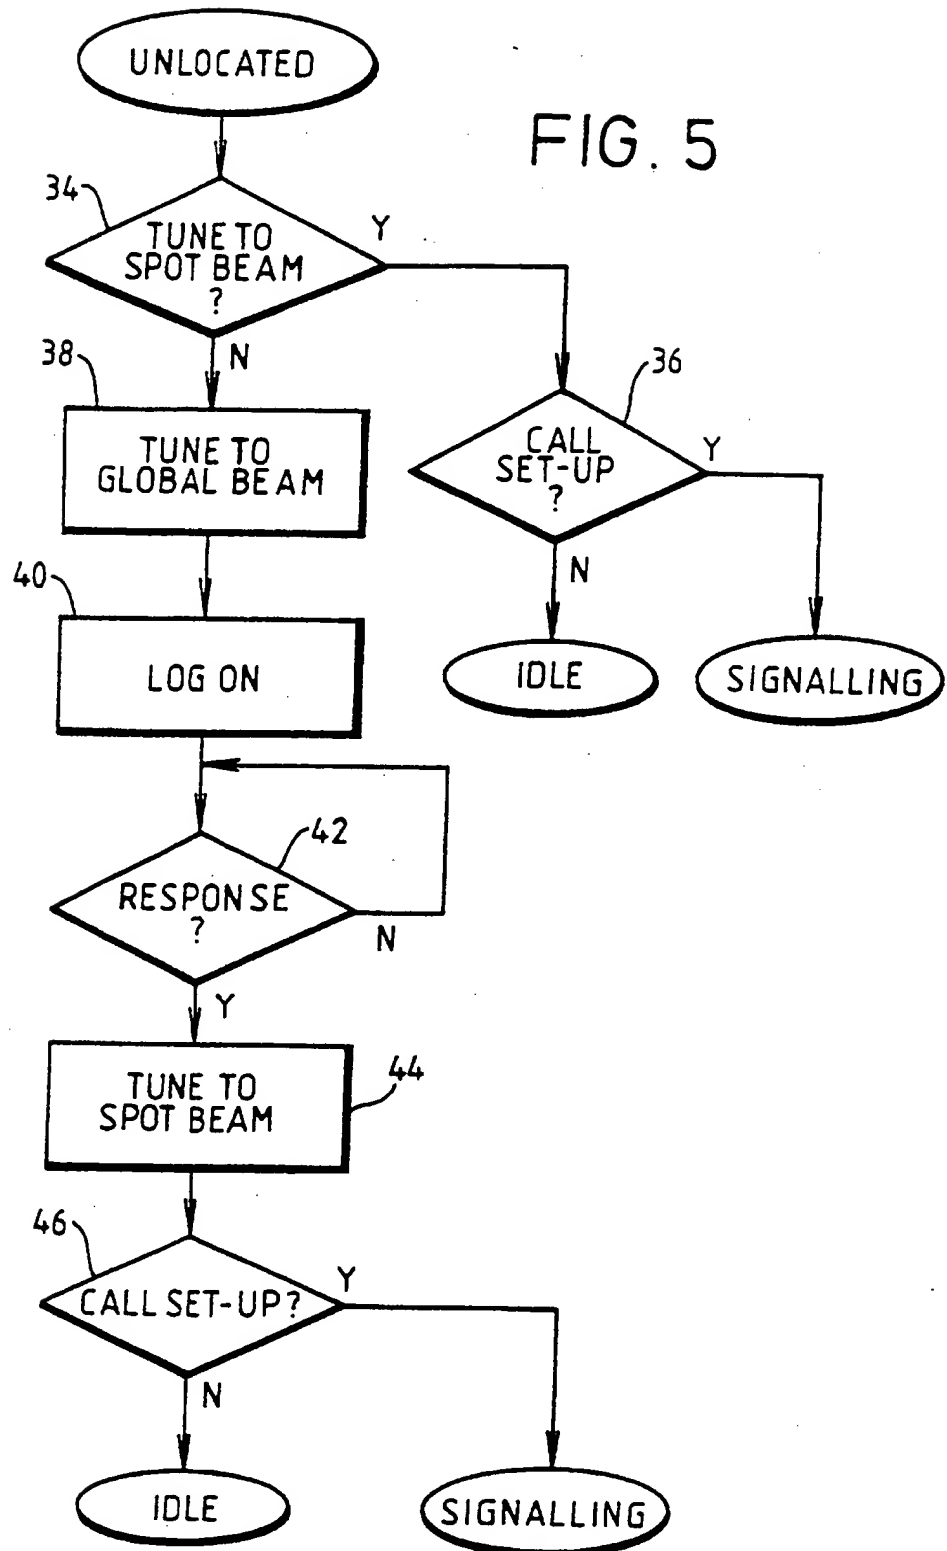 UNLOCATED
FIG. 5
34
TUNE TO
SPOT BEAM
?
Y
N
38
TUNE TO
GLOBAL BEAM
36
CALL
SET-UP
?
Y
N
40
LOG ON
IDLE
SIGNALLING
42
RESPONSE
?
N
Y
TUNE TO
SPOT BEAM
44
46
CALL SET-UP?
Y
N
IDLE
SIGNALLING